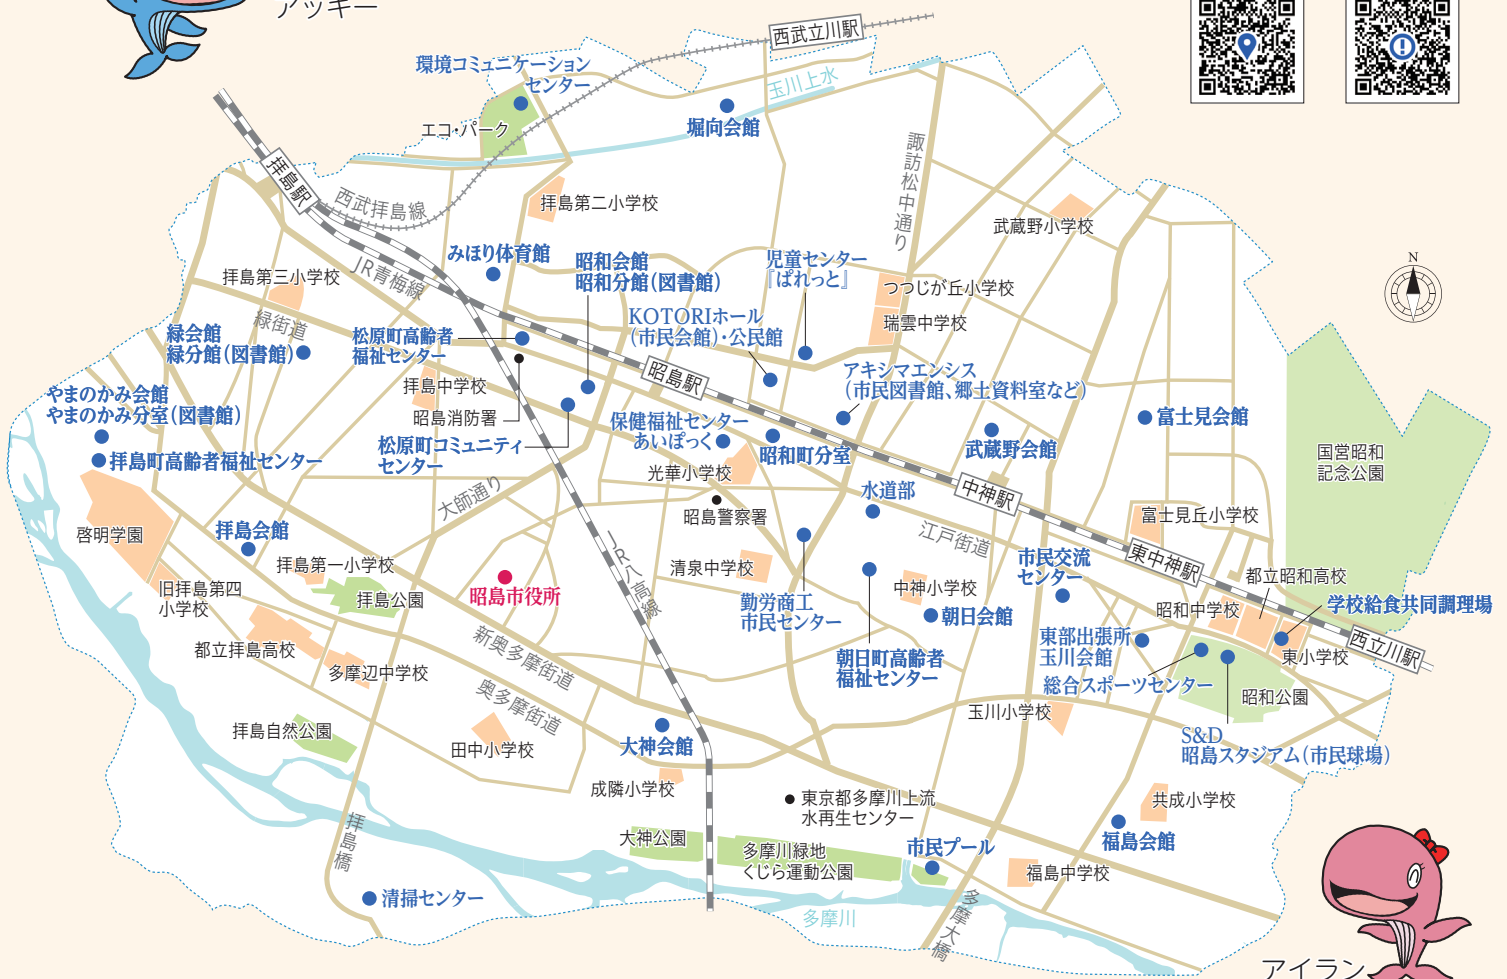 アッキー
西武立川駅
環境コミュニケーション
センター
玉川上水
エコ・パーク
堀向会館
諏訪松中通り
拝島駅
西武拝島線
拝島第二小学校
武蔵野小学校
N
みほり体育館
昭和会館
昭和分館(図書館)
児童センター
『ぱれっと』
拝島第三小学校
JR青梅線
つつじが丘小学校
緑街道
KOTORIホール
(市民会館)・公民館
瑞雲中学校
緑会館
緑分館(図書館)
松原町高齢者
福祉センター
昭島駅
アキシマエンシス
(市民図書館、郷土資料室など)
拝島中学校
昭島消防署
やまのかみ会館
やまのかみ分室(図書館)
保健福祉センター
あいぽっく
富士見会館
松原町コミュニティ
センター
昭和町分室
武蔵野会館
国営昭和
記念公園
拝島町高齢者福祉センター
光華小学校
大師通り
水道部
中神駅
昭島警察署
富士見丘小学校
啓明学園
拝島会館
江戸街道
東中神駅
JR八高線
拝島第一小学校
清泉中学校
市民交流
センター
都立昭和高校
旧拝島第四
小学校
拝島公園
昭島市役所
中神小学校
勤労商工
市民センター
朝日会館
昭和中学校
学校給食共同調理場
西立川駅
都立拝島高校
新奥多摩街道
東部出張所
玉川会館
東小学校
多摩辺中学校
朝日町高齢者
福祉センター
総合スポーツセンター
昭和公園
奥多摩街道
玉川小学校
拝島自然公園
田中小学校
大神会館
S&D
昭島スタジアム(市民球場)
成隣小学校
東京都多摩川上流
水再生センター
共成小学校
拝島橋
大神公園
多摩川緑地
くじら運動公園
市民プール
福島会館
福島中学校
清掃センター
多摩川
多摩大橋
アイラン